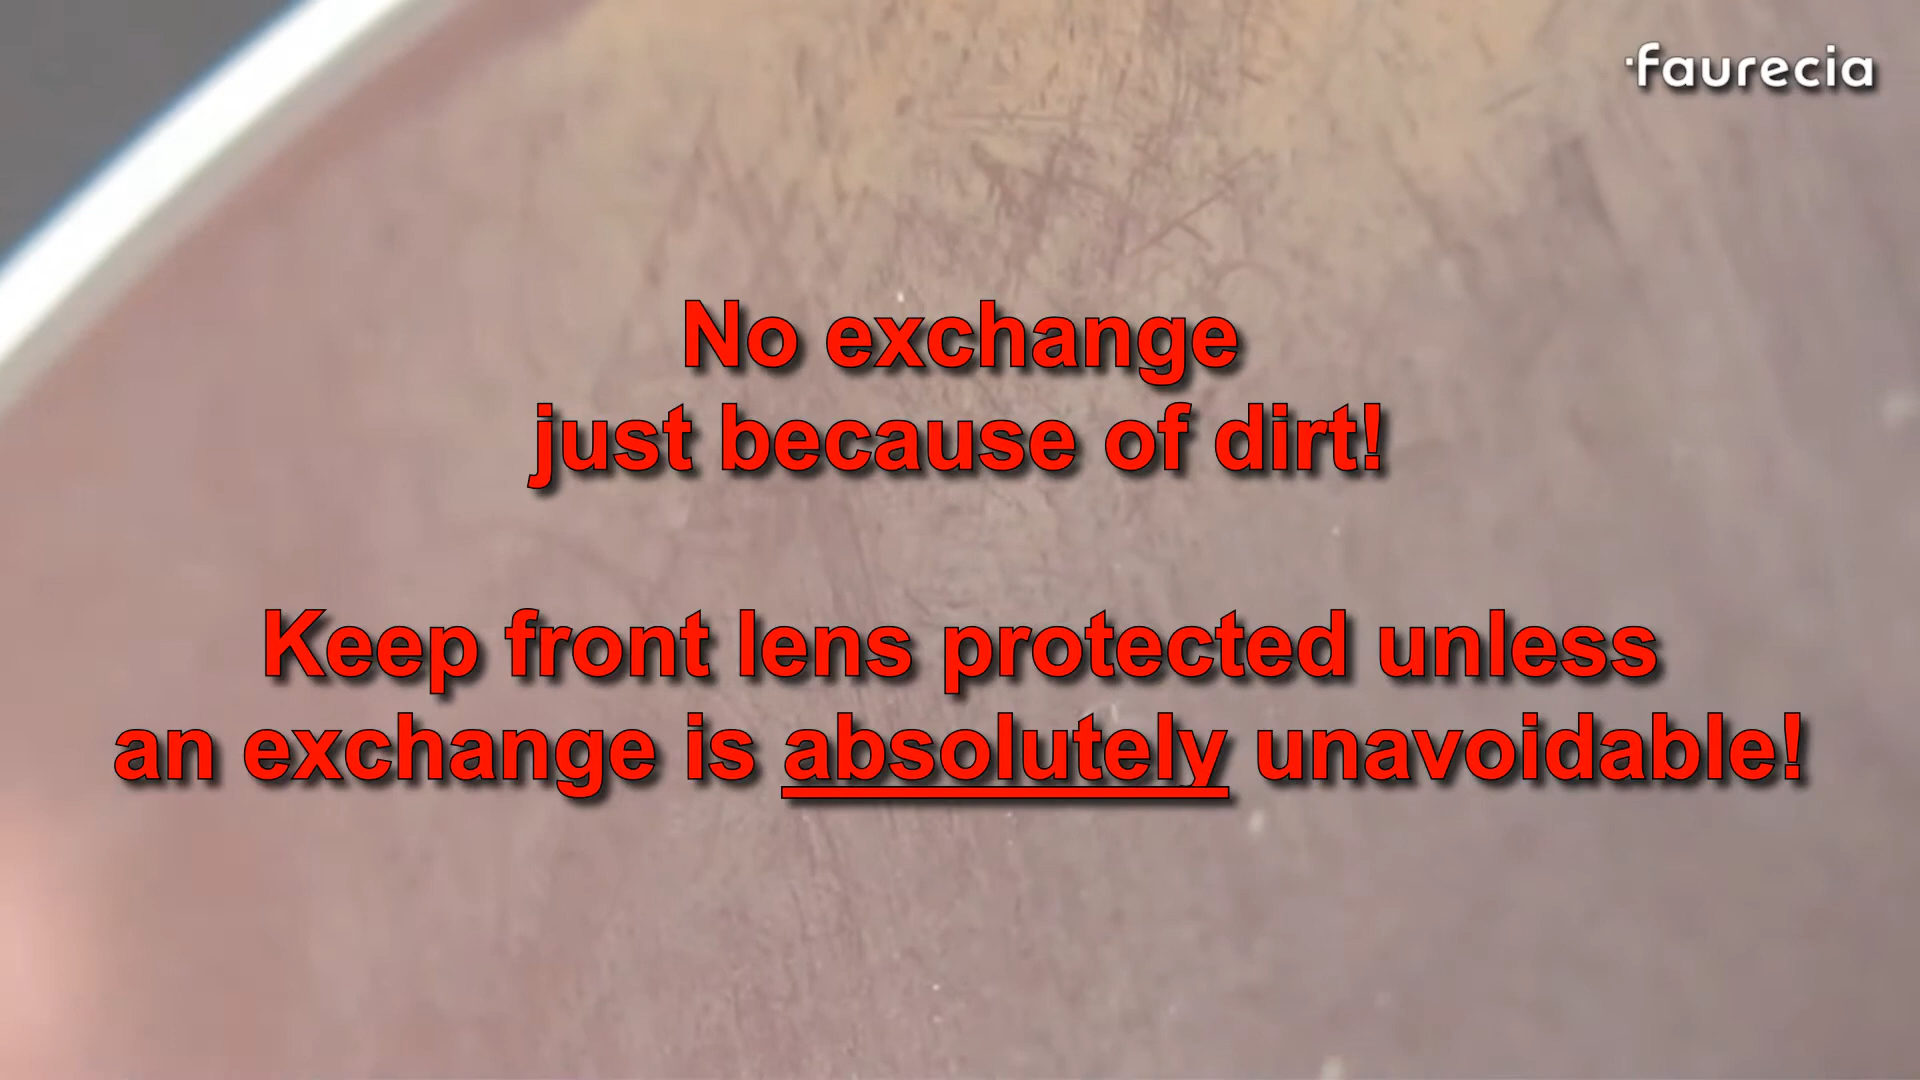 faurecia
No exchange
just because of dirt!
Keep front lens protected unless
an exchange is absolutely unavoidable!